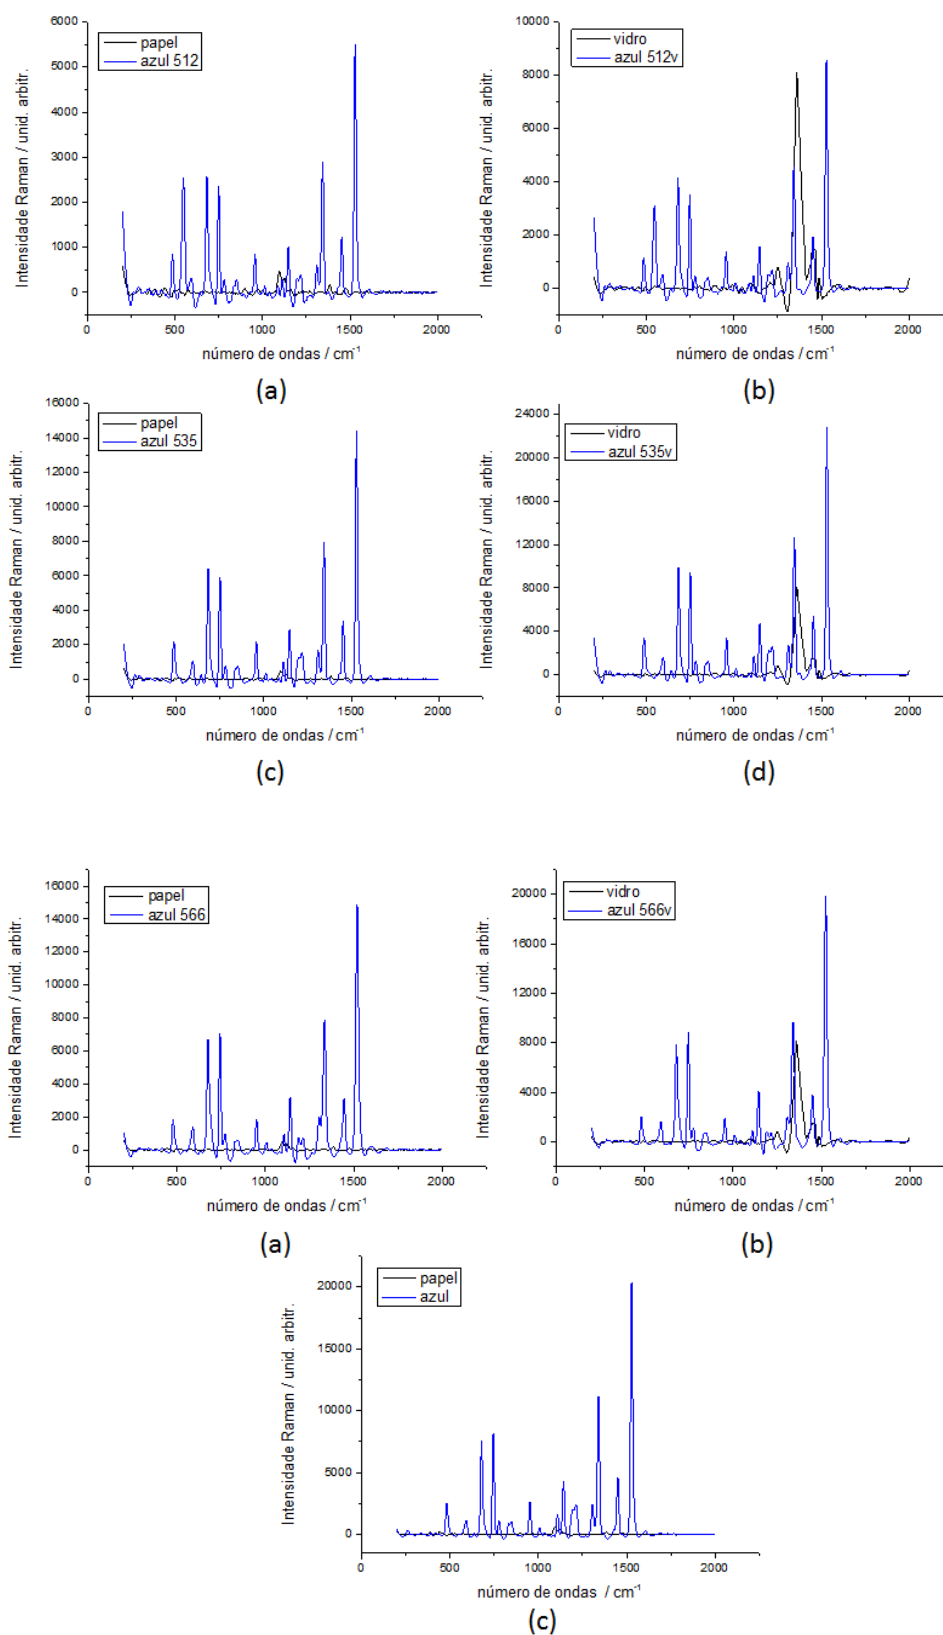 6000
5000
4000
3000
2000
1000
0
Intensidade Raman / unid. arbitr.
papel
azul 512
0
500
1000
1500
2000
número de ondas / cm-1
(a)
10000
8000
6000
4000
2000
0
Intensidade Raman / unid. arbitr.
vidro
azul 512v
0
500
1000
1500
2000
número de ondas / cm-1
(b)
16000
14000
12000
10000
8000
6000
4000
2000
0
Intensidade Raman / unid. arbitr.
papel
azul 535
0
500
1000
1500
2000
número de ondas / cm-1
(c)
24000
20000
16000
12000
8000
4000
0
Intensidade Raman / unid. arbitr.
vidro
azul 535v
0
500
1000
1500
2000
número de ondas / cm-1
(d)
16000
14000
12000
10000
8000
6000
4000
2000
0
Intensidade Raman / unid. arbitr.
papel
azul 566
0
500
1000
1500
2000
número de ondas / cm-1
(a)
20000
16000
12000
8000
4000
0
Intensidade Raman / unid. arbitr.
vidro
azul 566v
0
500
1000
1500
2000
número de ondas / cm-1
(b)
20000
15000
10000
5000
0
Intensidade Raman / unid. arbitr.
papel
azul
0
500
1000
1500
2000
número de ondas / cm-1
(c)